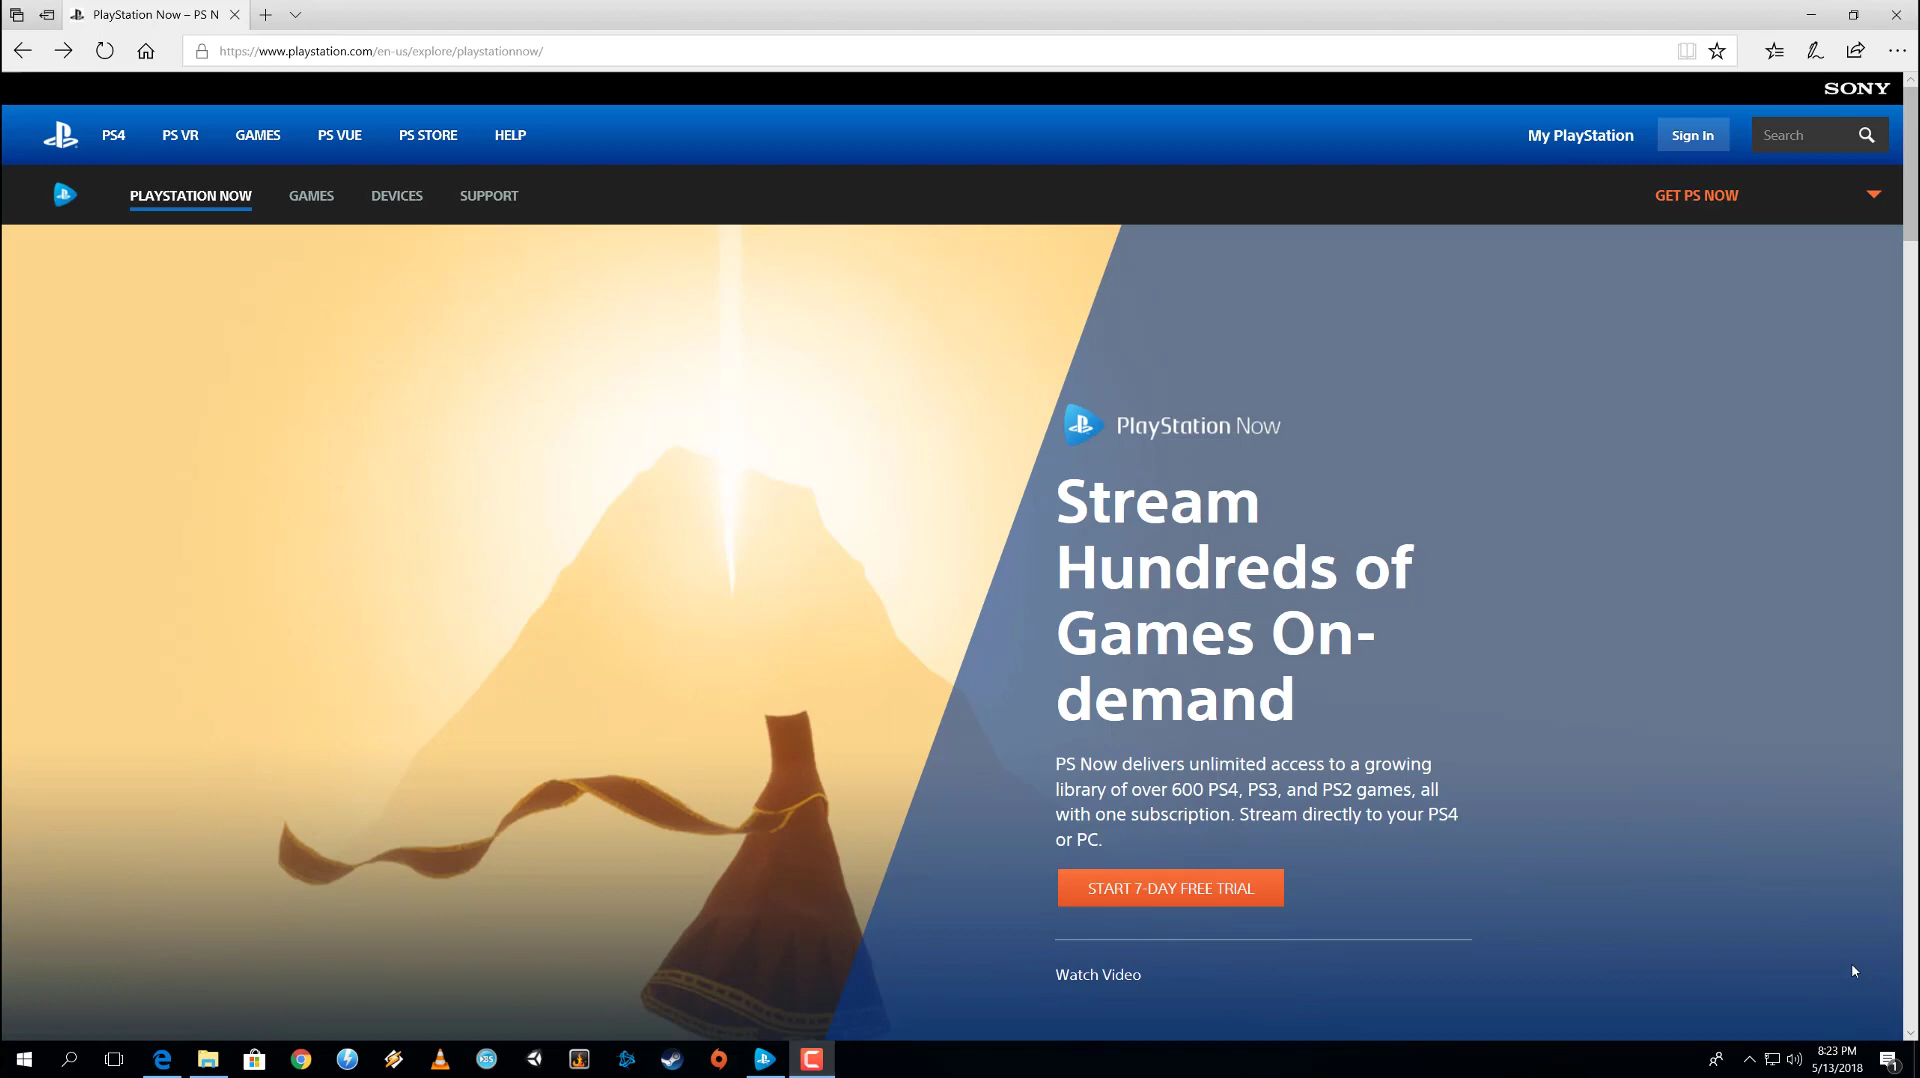 PlayStation Now – PS N
https://www.playstation.com/en-us/explore/playstationnow/
SONY
PS4 PS VR GAMES PS VUE PS STORE HELP My PlayStation Sign In Search
PLAYSTATION NOW GAMES DEVICES SUPPORT GET PS NOW
PlayStation Now
Stream
Hundreds of
Games On-
demand
PS Now delivers unlimited access to a growing
library of over 600 PS4, PS3, and PS2 games, all
with one subscription. Stream directly to your PS4
or PC.
START 7-DAY FREE TRIAL
Watch Video
8:23 PM
5/13/2018
1